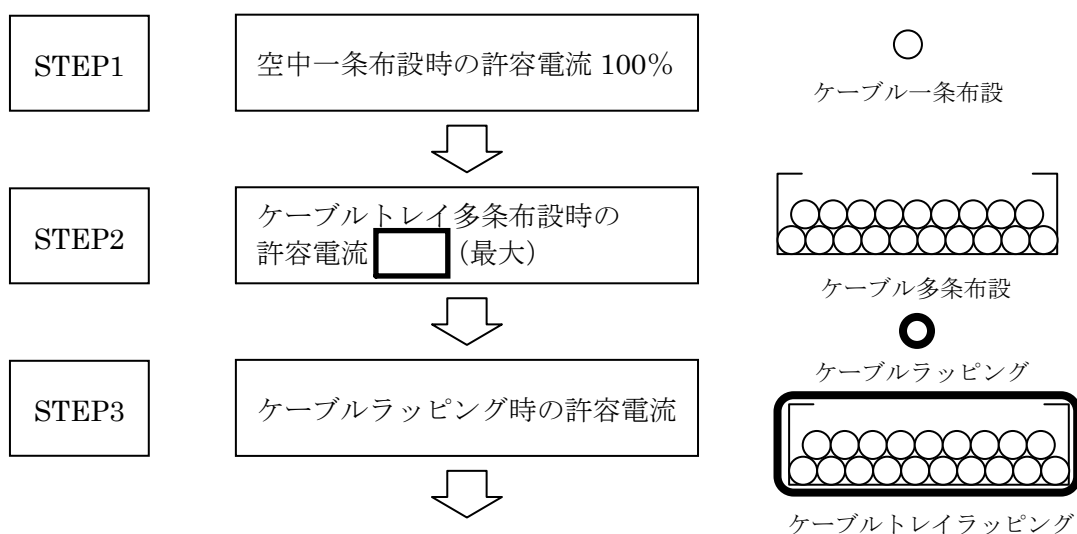 STEP1
空中一条布設時の許容電流 100%
ケーブル一条布設
STEP2
ケーブルトレイ多条布設時の
許容電流 (最大)
ケーブル多条布設
STEP3
ケーブルラッピング時の許容電流
ケーブルラッピング
ケーブルトレイラッピング